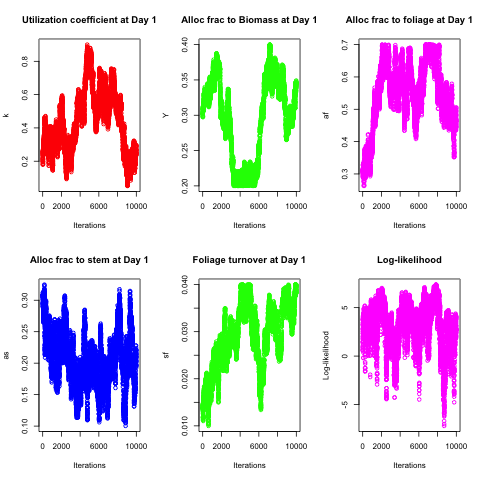 Utilization coefficient at Day 1
Alloc frac to Biomass at Day 1
Alloc frac to foliage at Day 1
k
0.2
0.4
0.6
0.8
0
2000
6000
10000
Iterations
Y
0.20
0.25
0.30
0.35
0.40
0
2000
6000
10000
Iterations
af
0.3
0.4
0.5
0.6
0.7
0
2000
6000
10000
Iterations
Alloc frac to stem at Day 1
Foliage turnover at Day 1
Log-likelihood
as
0.10
0.15
0.20
0.25
0.30
0
2000
6000
10000
Iterations
sf
0.010
0.020
0.030
0.040
0
2000
6000
10000
Iterations
Log-likelihood
-5
0
5
0
2000
6000
10000
Iterations